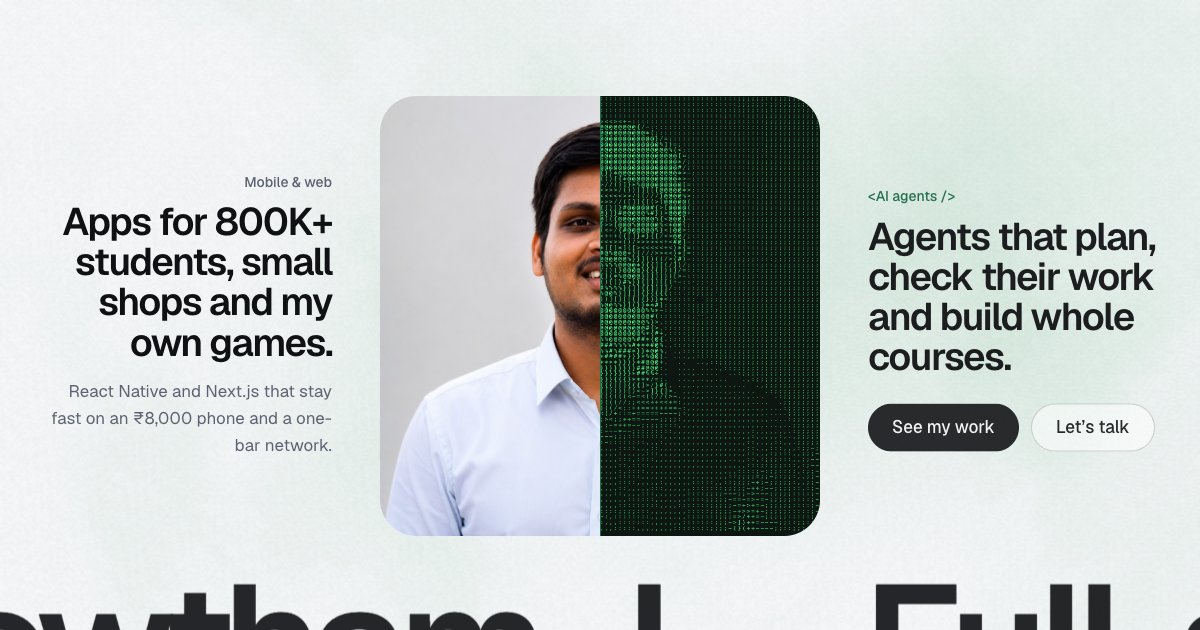 Mobile & web
Apps for 800K+
students, small
shops and my
own games.
React Native and Next.js that stay
fast on an ₹8,000 phone and a one-
bar network.
<AI agents />
Agents that plan,
check their work
and build whole
courses.
See my work
Let’s talk